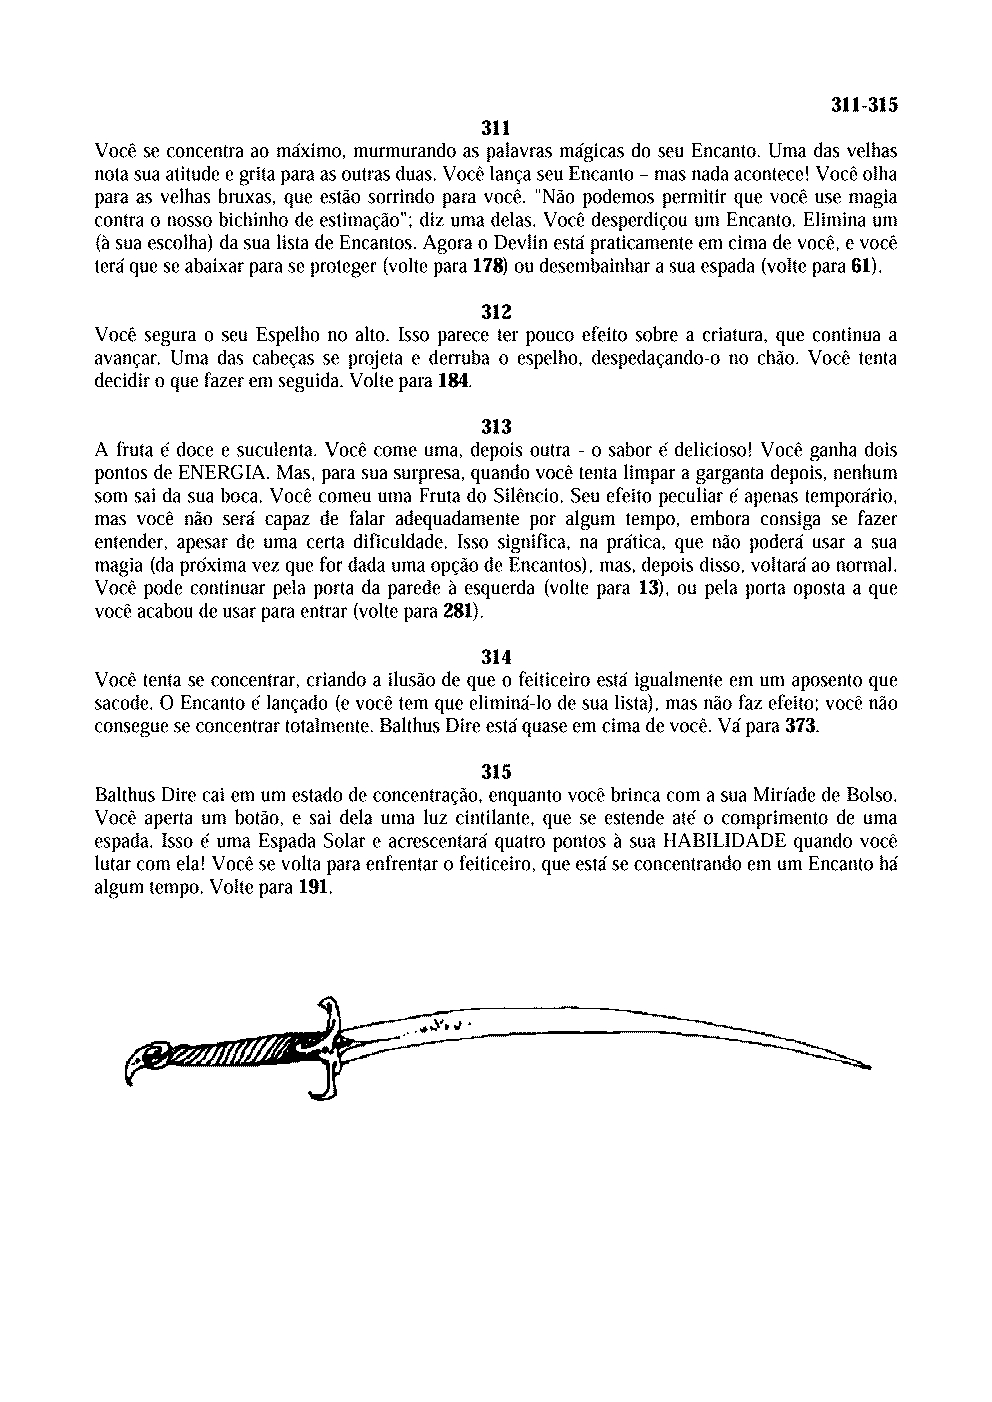 311-315
311
Você se concentra ao máximo, murmurando as palavras mágicas do seu Encanto. Uma das velhas
nota sua atitude e grita para as outras duas. Você lança seu Encanto – mas nada acontece! Você olha
para as velhas bruxas, que estão sorrindo para você. "Não podemos permitir que você use magia
contra o nosso bichinho de estimação"; diz uma delas. Você desperdiçou um Encanto. Elimina um
(à sua escolha) da sua lista de Encantos. Agora o Devlin está praticamente em cima de você, e você
terá que se abaixar para se proteger (volte para 178) ou desembainhar a sua espada (volte para 61).
312
Você segura o seu Espelho no alto. Isso parece ter pouco efeito sobre a criatura, que continua a
avançar. Uma das cabeças se projeta e derruba o espelho, despedaçando-o no chão. Você tenta
decidir o que fazer em seguida. Volte para 184.
313
A fruta é doce e suculenta. Você come uma, depois outra - o sabor é delicioso! Você ganha dois
pontos de ENERGIA. Mas, para sua surpresa, quando você tenta limpar a garganta depois, nenhum
som sai da sua boca. Você comeu uma Fruta do Silêncio. Seu efeito peculiar é apenas temporário,
mas você não será capaz de falar adequadamente por algum tempo, embora consiga se fazer
entender, apesar de uma certa dificuldade. Isso significa, na prática, que não poderá usar a sua
magia (da próxima vez que for dada uma opção de Encantos), mas, depois disso, voltará ao normal.
Você pode continuar pela porta da parede à esquerda (volte para 13), ou pela porta oposta a que
você acabou de usar para entrar (volte para 281).
314
Você tenta se concentrar, criando a ilusão de que o feiticeiro está igualmente em um aposento que
sacode. O Encanto é lançado (e você tem que eliminá-lo de sua lista), mas não faz efeito; você não
consegue se concentrar totalmente. Balthus Dire está quase em cima de você. Vá para 373.
315
Balthus Dire cai em um estado de concentração, enquanto você brinca com a sua Miríade de Bolso.
Você aperta um botão, e sai dela uma luz cintilante, que se estende até o comprimento de uma
espada. Isso é uma Espada Solar e acrescentará quatro pontos à sua HABILIDADE quando você
lutar com ela! Você se volta para enfrentar o feiticeiro, que está se concentrando em um Encanto há
algum tempo. Volte para 191.